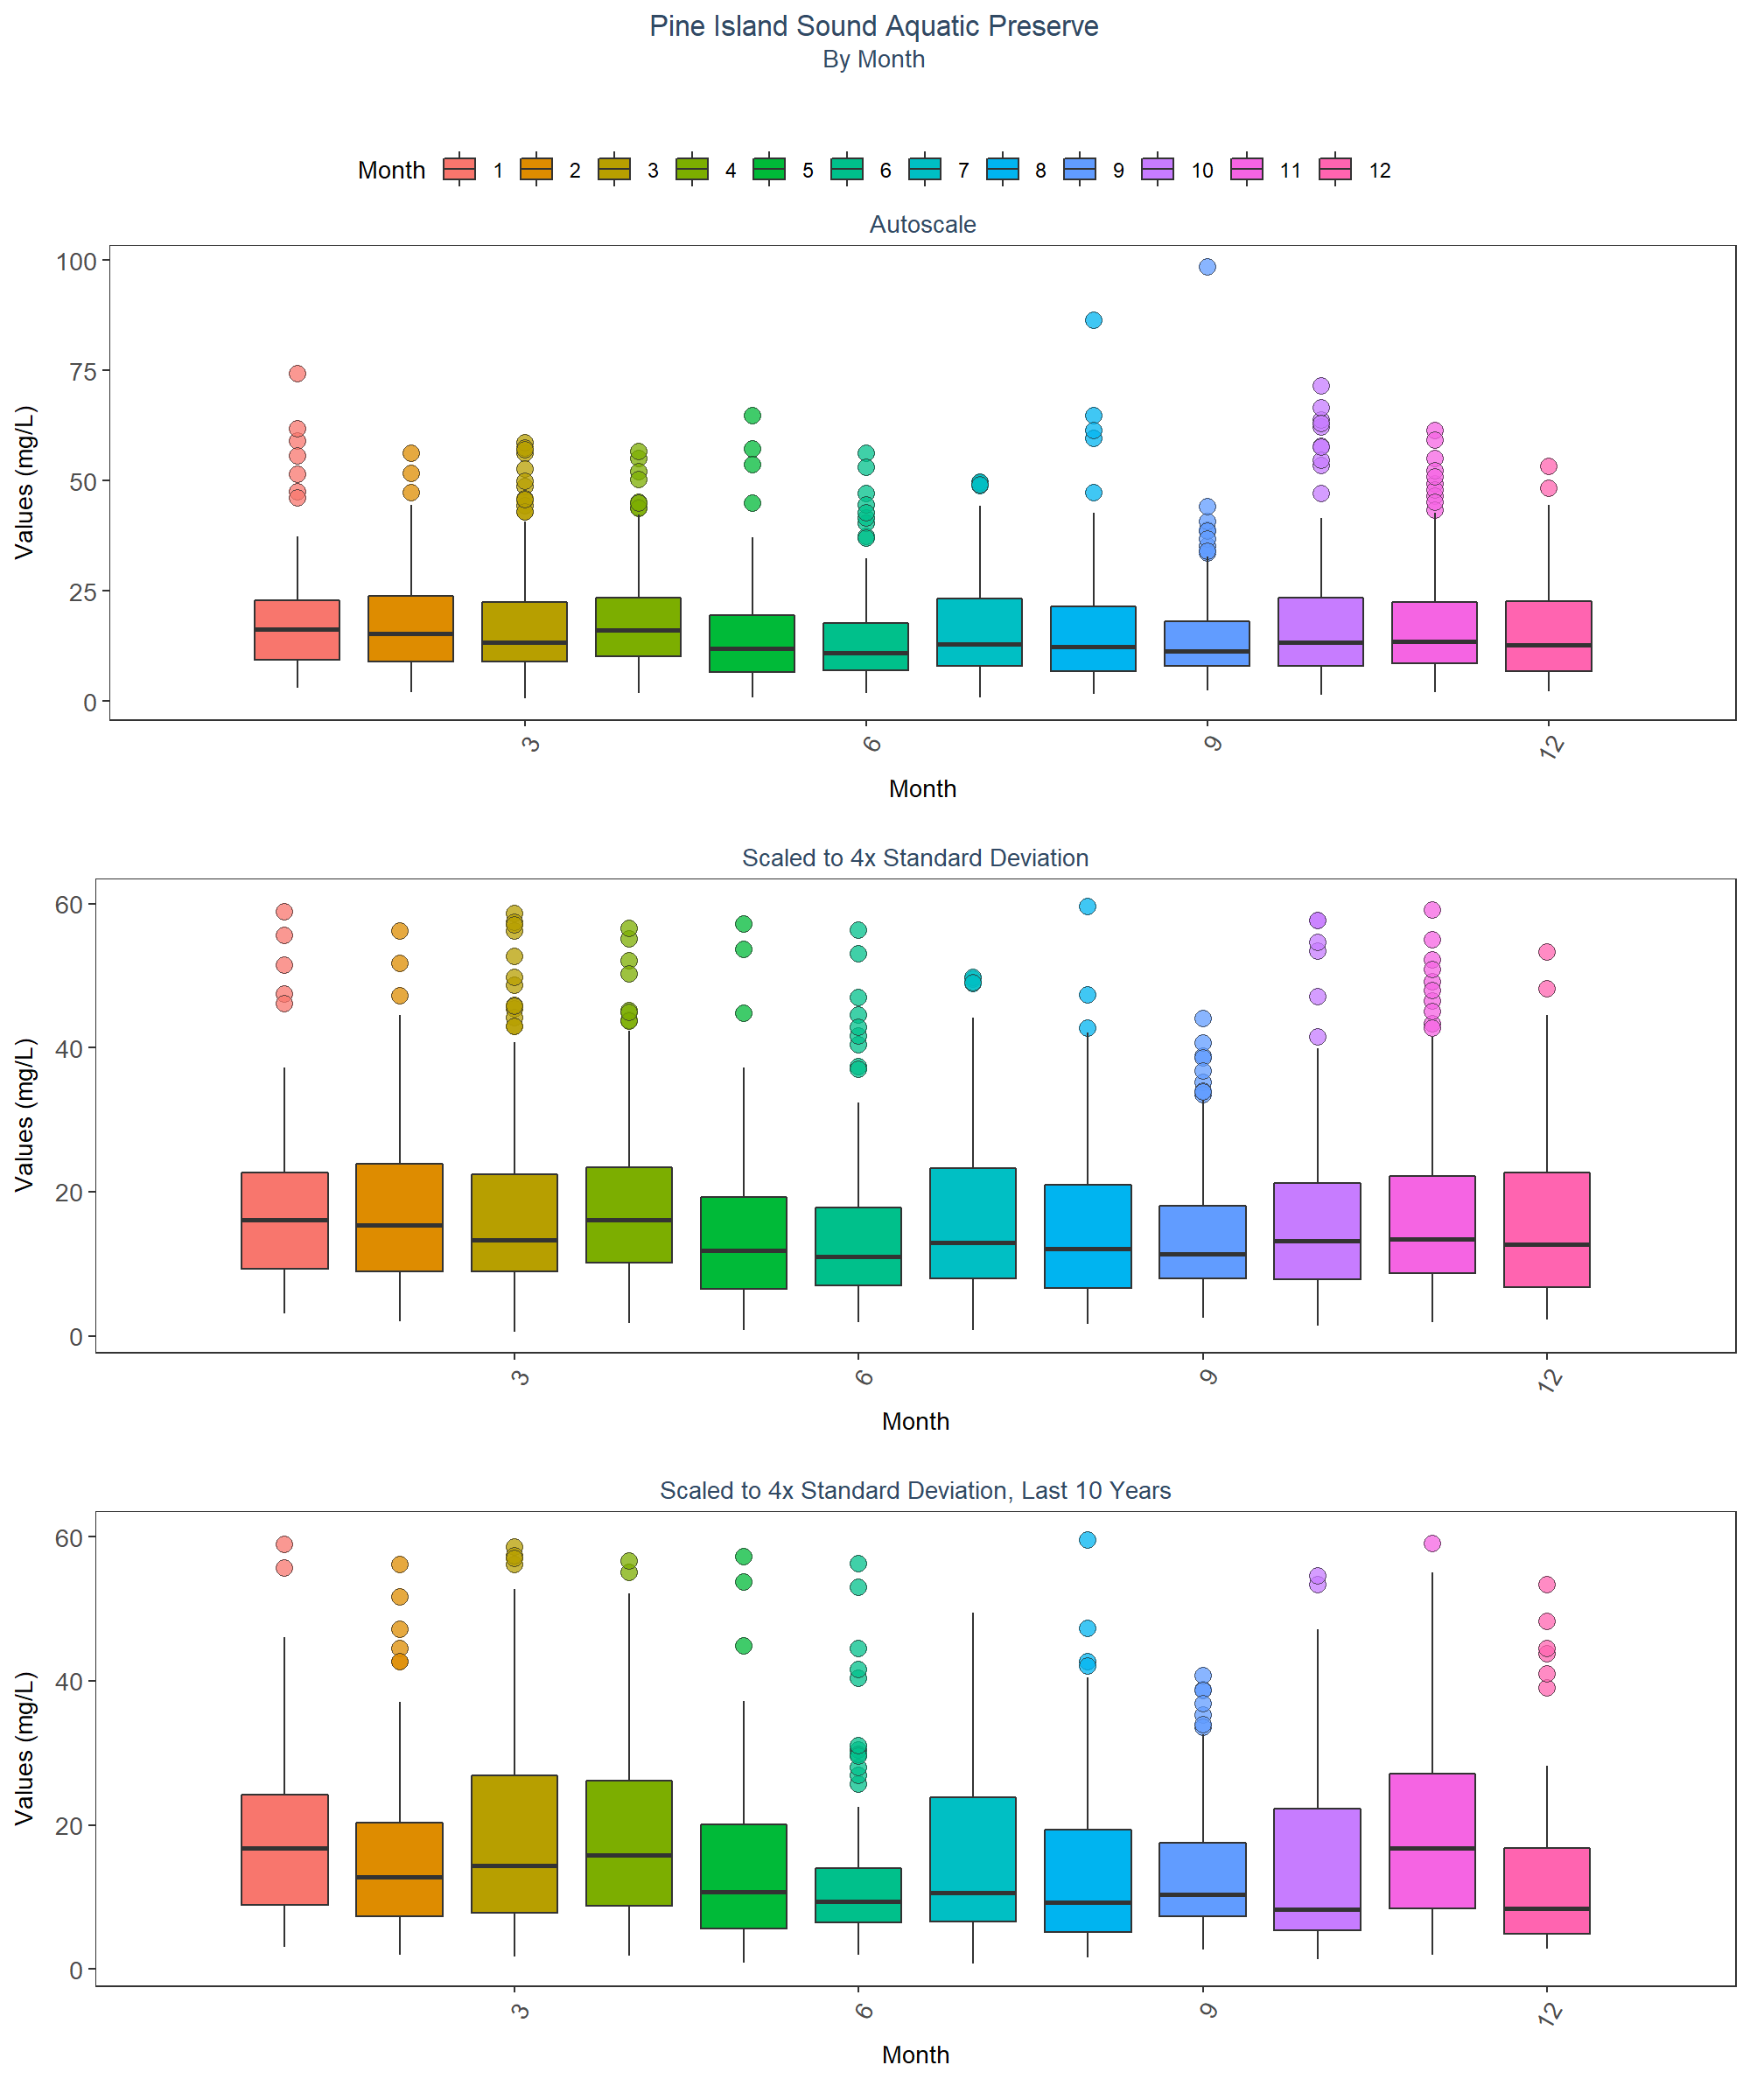 Pine Island Sound Aquatic Preserve
By Month
Month 1 2 3 4 5 6 7 8 9 10 11 12
Autoscale
Values (mg/L)
100
75
50
25
0
3 6 9 12
Month
Scaled to 4x Standard Deviation
Values (mg/L)
60
40
20
0
3 6 9 12
Month
Scaled to 4x Standard Deviation, Last 10 Years
Values (mg/L)
60
40
20
0
3 6 9 12
Month